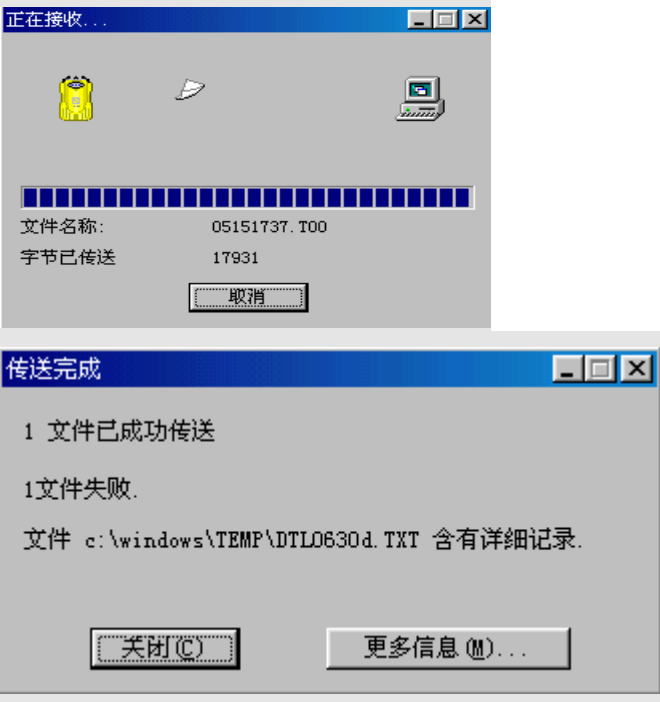 正在接收...
文件名称: 05151737.T00
字节已传送 17931
取消
传送完成
1 文件已成功传送
1文件失败.
文件 c:\windows\TEMP\DTL0630d.TXT 含有详细记录.
关闭(C) 更多信息(M)...